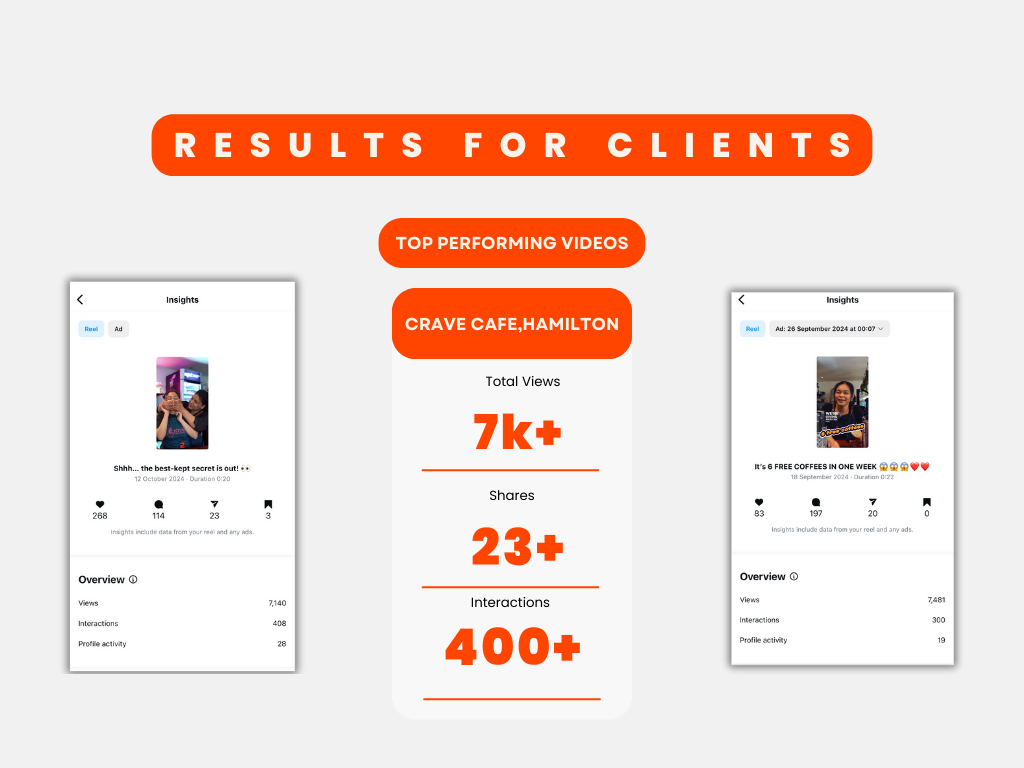 RESULTS FOR CLIENTS
TOP PERFORMING VIDEOS
Insights
Reel
Ad
Shhh... the best-kept secret is out! 👀
12 October 2024 · Duration 0:20
268 114 23 3
Insights include data from your reel and any ads.
Overview
Views 7,140
Interactions 408
Profile activity 28
CRAVE CAFE,HAMILTON
Total Views
7k+
Shares
23+
Interactions
400+
Insights
Reel
Ad: 26 September 2024 at 00:07
6 free coffees
It's 6 FREE COFFEES IN ONE WEEK 😱😱😱❤️❤️
18 September 2024 · Duration 0:22
83 197 20 0
Insights include data from your reel and any ads.
Overview
Views 7,481
Interactions 300
Profile activity 19